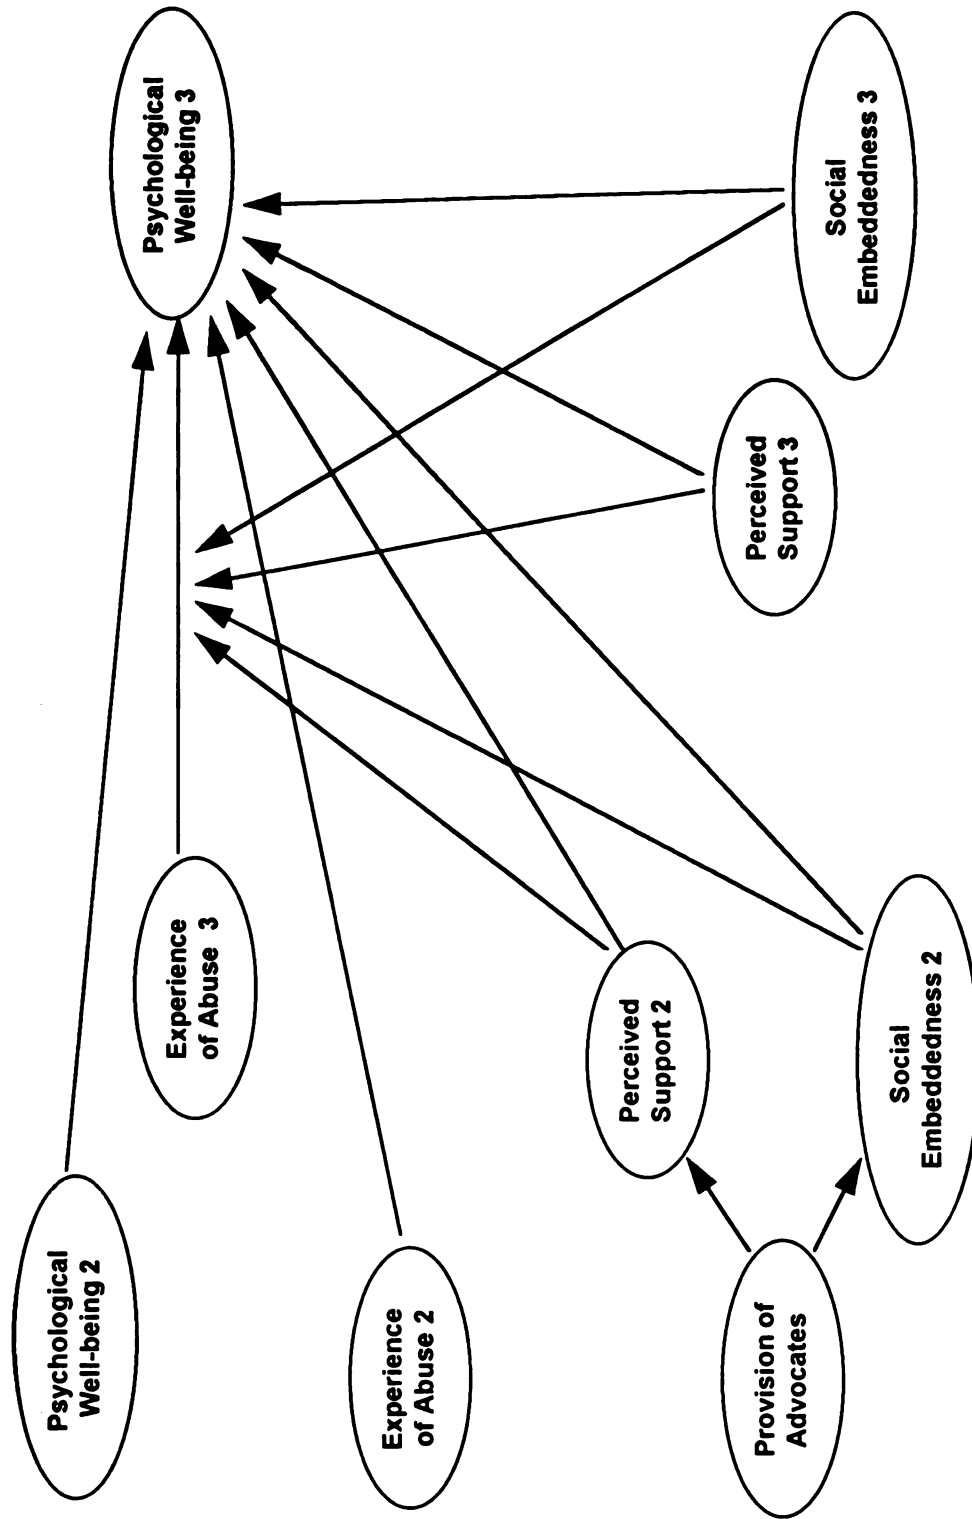 Psychological
Well-being 2
Experience
of Abuse 3
Psychological
Well-being 3
Experience
of Abuse 2
Perceived
Support 2
Perceived
Support 3
Provision of
Advocates
Social
Embeddedness 2
Social
Embeddedness 3